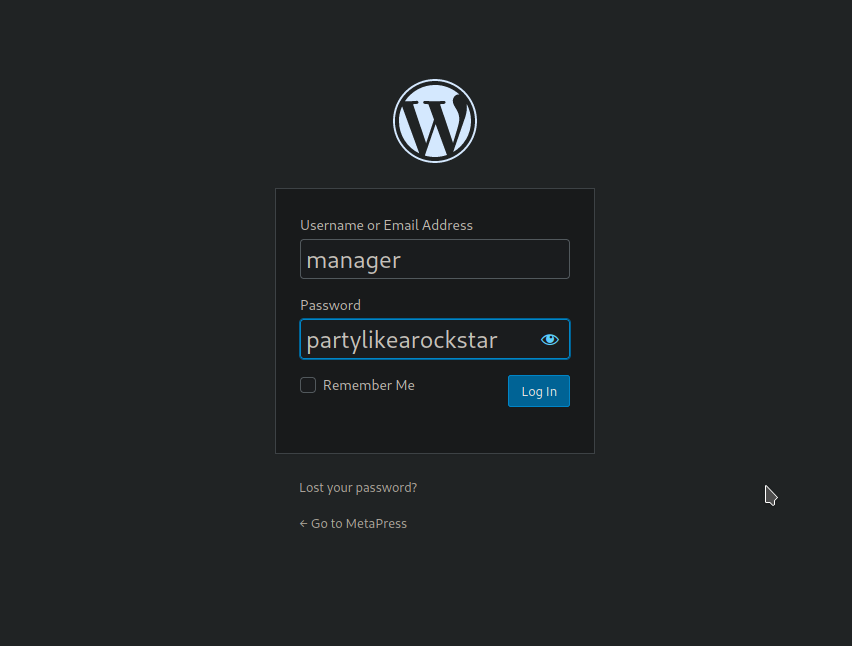 Username or Email Address
manager
Password
partylikearockstar
Remember Me
Log In
Lost your password?
← Go to MetaPress